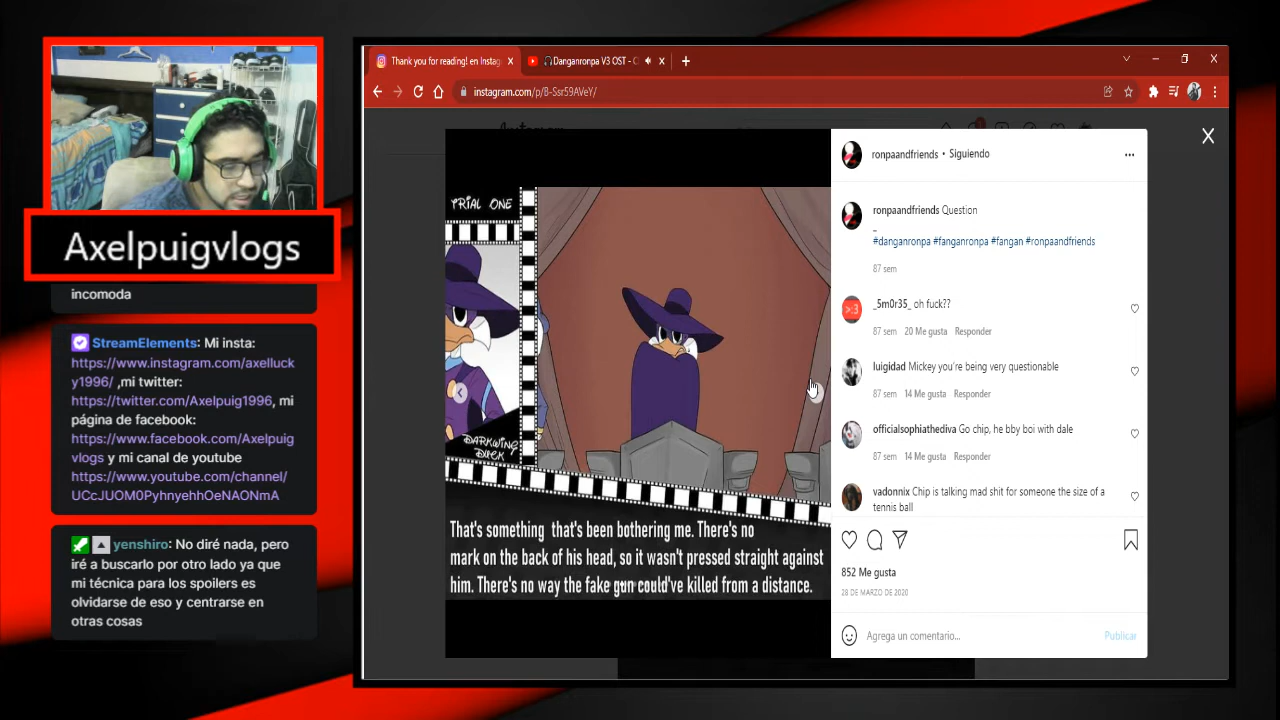 Axelpuigvlogs
incomoda
StreamElements: Mi insta:
https://www.instagram.com/axelluck
y1996/ ,mi twitter:
https://twitter.com/Axelpuig1996, mi
página de facebook:
https://www.facebook.com/Axelpuig
vlogs y mi canal de youtube
https://www.youtube.com/channel/
UCcJUOM0PyhnyehhOeNAONmA
yenshiro: No diré nada, pero
iré a buscarlo por otro lado ya que
mi técnica para los spoilers es
olvidarse de eso y centrarse en
otras cosas
Thank you for reading! en Instag
Danganronpa V3 OST - C
instagram.com/p/B-Ssr59AVeY/
TRIAL ONE
DARKWING
DUCK
That's something that's been bothering me. There's no
mark on the back of his head, so it wasn't pressed straight against
him. There's no way the fake gun could've killed from a distance.
ronpaandfriends • Siguiendo
ronpaandfriends Question
_
#danganronpa #fanganronpa #fangan #ronpaandfriends
87 sem
_5m0r35_ oh fuck??
87 sem 20 Me gusta Responder
luigidad Mickey you're being very questionable
87 sem 14 Me gusta Responder
officialsophiathediva Go chip, he bby boi with dale
87 sem 14 Me gusta Responder
vadonnix Chip is talking mad shit for someone the size of a
tennis ball
852 Me gusta
28 DE MARZO DE 2020
Agrega un comentario...
Publicar